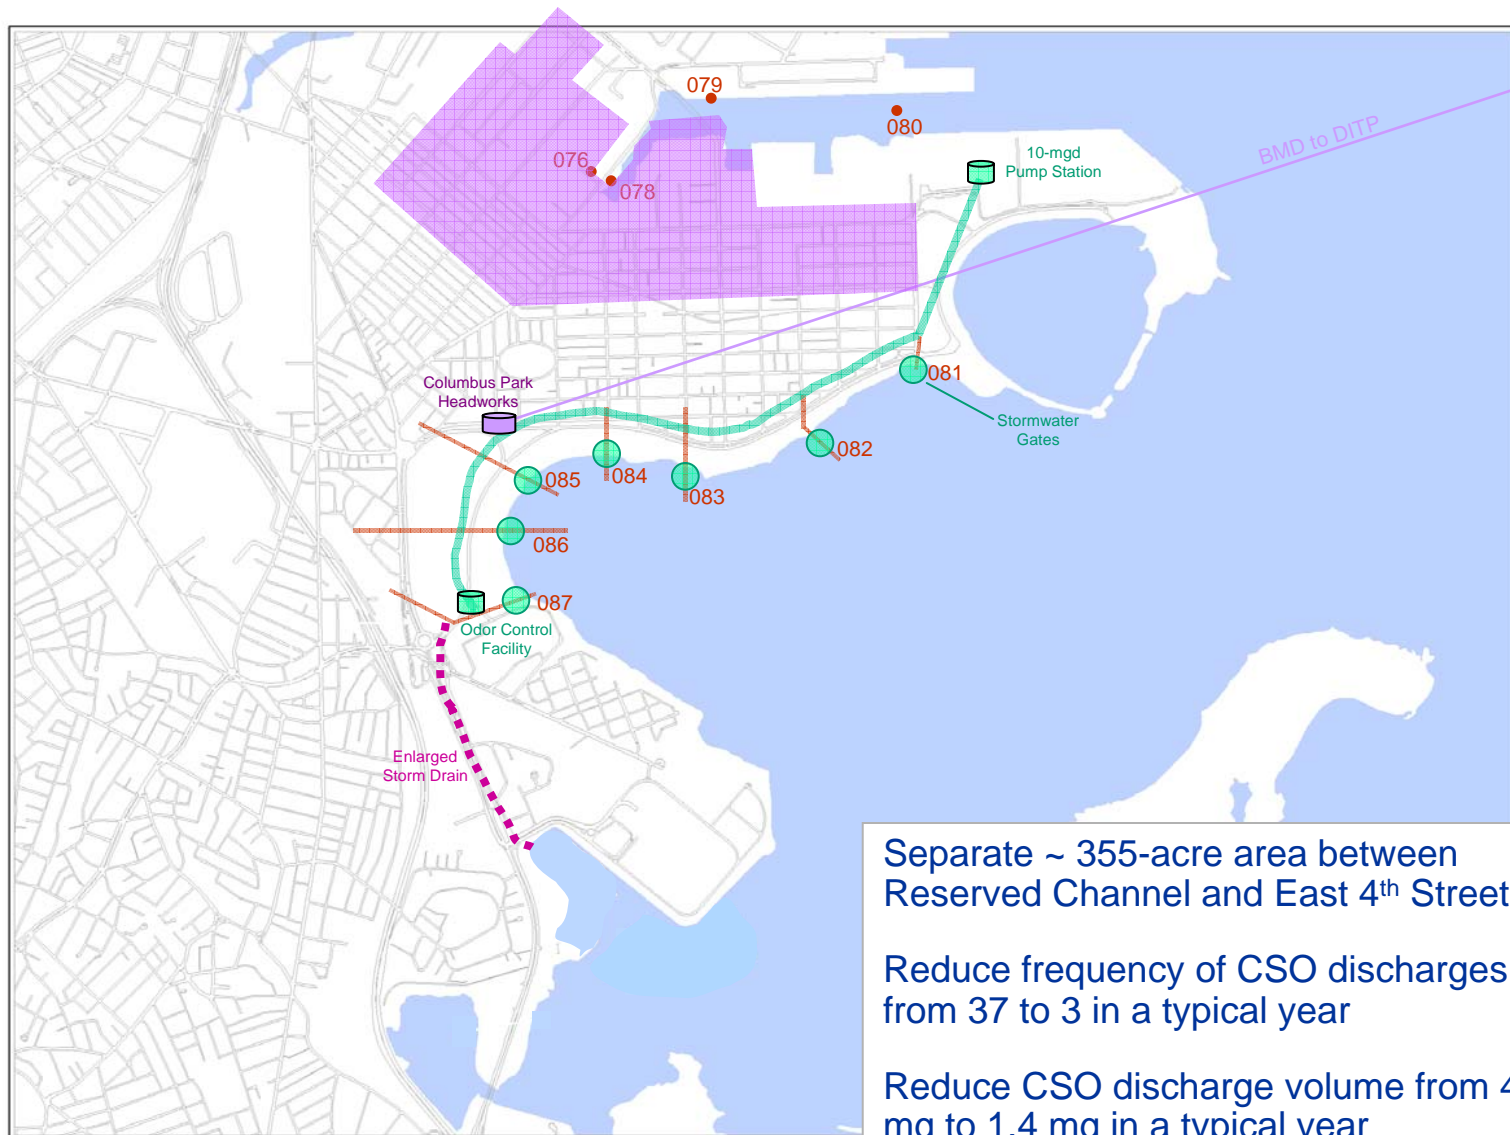 079
080
BMD to DITP
10-mgd
Pump Station
076
078
Columbus Park
Headworks
081
Stormwater
Gates
082
085
084
083
086
087
Odor Control
Facility
Enlarged
Storm Drain
Separate ~ 355-acre area between
Reserved Channel and East 4th Street
Reduce frequency of CSO discharges
from 37 to 3 in a typical year
Reduce CSO discharge volume from
mg to 1.4 mg in a typical year